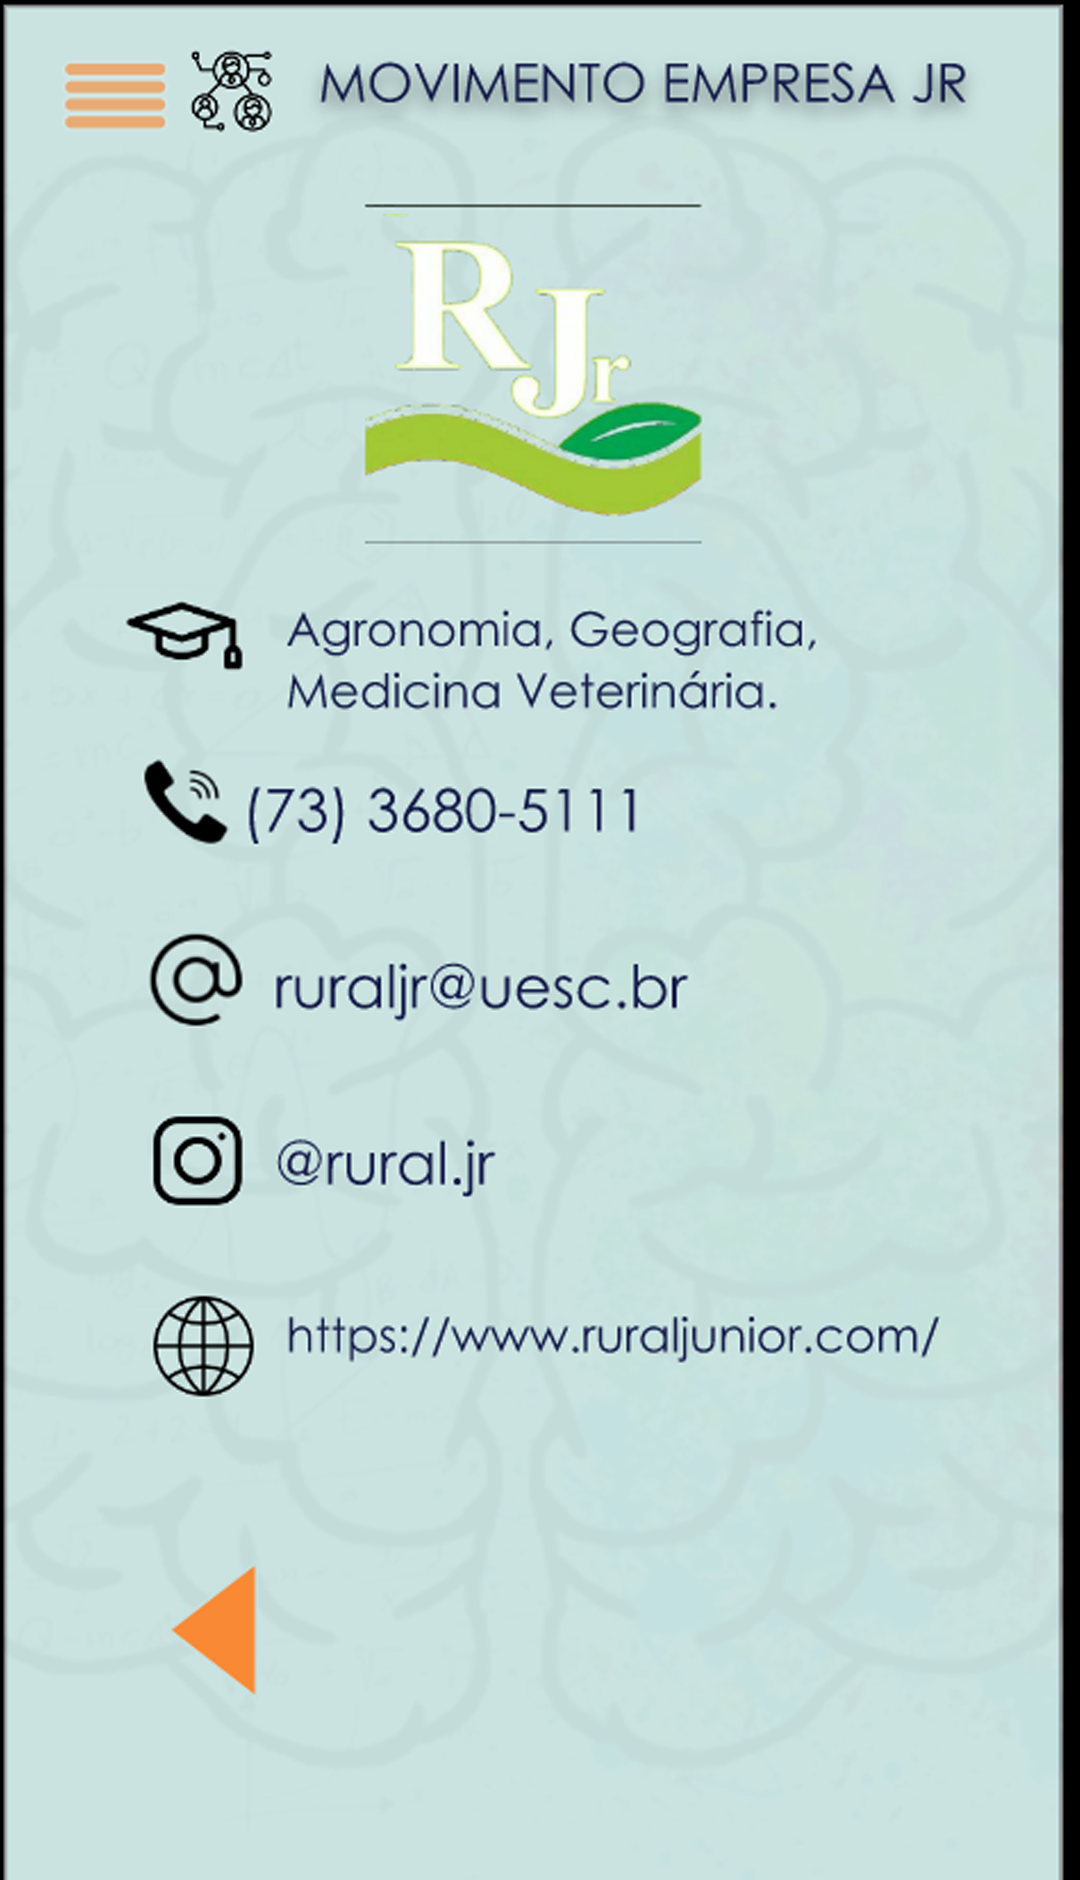 MOVIMENTO EMPRESA JR
RJr
Agronomia, Geografia,
Medicina Veterinária.
(73) 3680-5111
ruraljr@uesc.br
@rural.jr
https://www.ruraljunior.com/